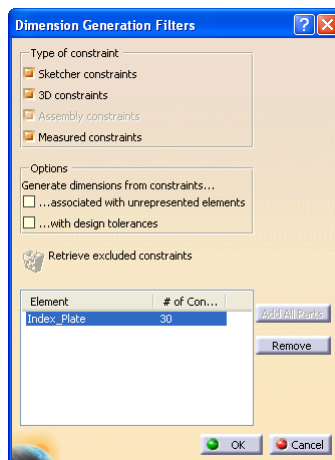 Dimension Generation Filters
Type of constraint
Sketcher constraints
3D constraints
Assembly constraints
Measured constraints
Options
Generate dimensions from constraints...
...associated with unrepresented elements
...with design tolerances
Retrieve excluded constraints
Element # of Con...
Index_Plate 30
Add All Parts
Remove
OK Cancel